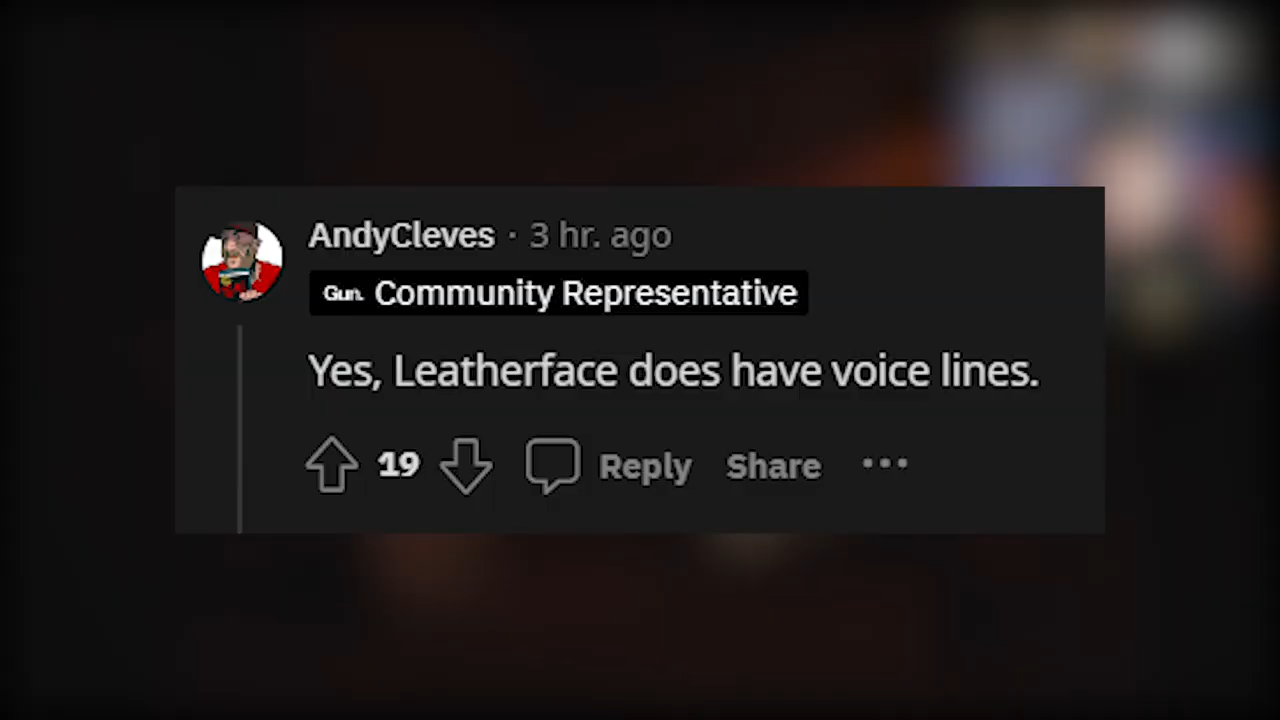 AndyCleves · 3 hr. ago
Gun. Community Representative
Yes, Leatherface does have voice lines.
19 Reply Share ···